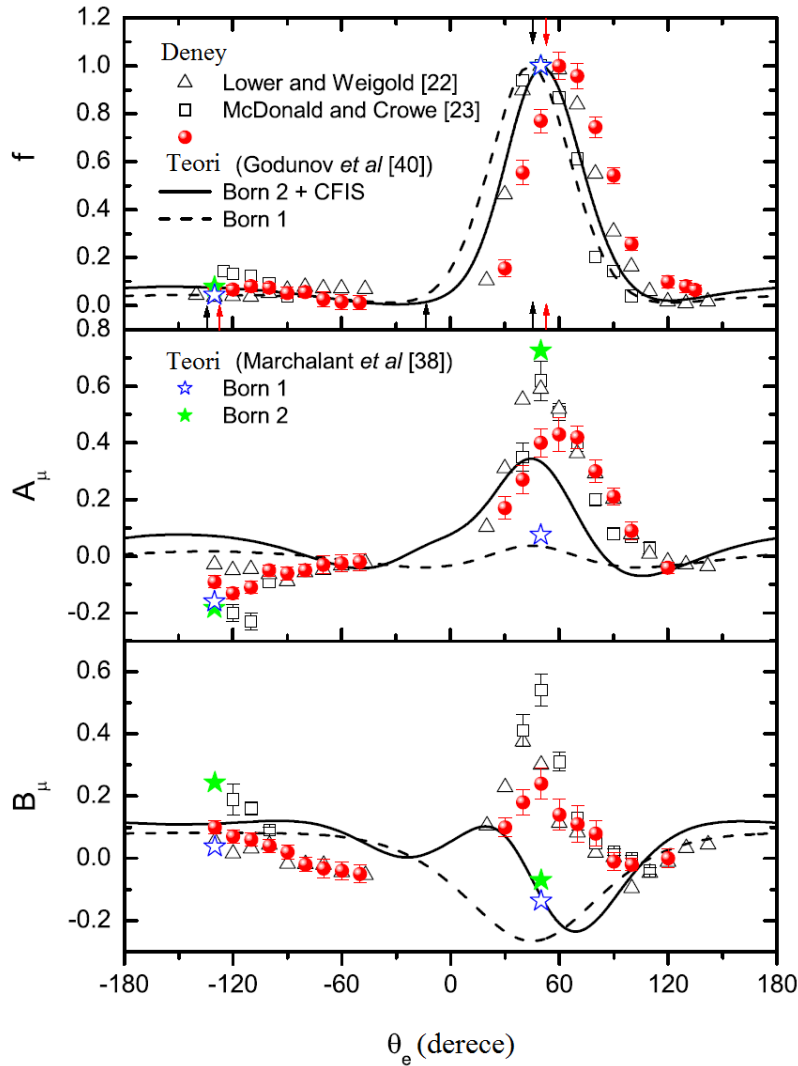 Deney
Lower and Weigold [22]
McDonald and Crowe [23]
Teori (Godunov et al [40])
Born 2 + CFIS
Born 1
f
1.2
1.0
0.8
0.6
0.4
0.2
0.0
Teori (Marchalant et al [38])
Born 1
Born 2
A μ
0.8
0.6
0.4
0.2
0.0
-0.2
B μ
0.6
0.4
0.2
0.0
-0.2
-180 -120 -60 0 60 120 180
θ e (derece)